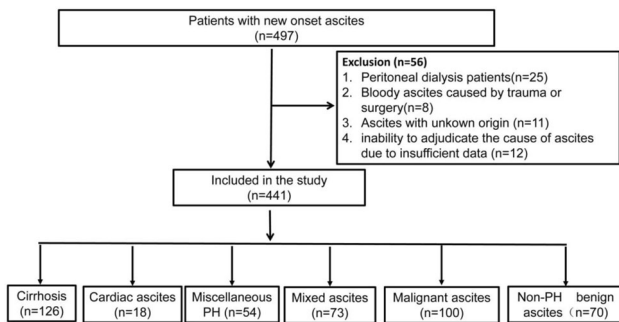 Patients with new onset ascites
(n=497)
Exclusion (n=56)
1. Peritoneal dialysis patients(n=25)
2. Bloody ascites caused by trauma or
surgery(n=8)
3. Ascites with unkown origin (n=11)
4. inability to adjudicate the cause of ascites
due to insufficient data (n=12)
Included in the study
(n=441)
Cirrhosis
(n=126)
Cardiac ascites
(n=18)
Miscellaneous
PH (n=54)
Mixed ascites
(n=73)
Malignant ascites
(n=100)
Non-PH benign
ascites (n=70)